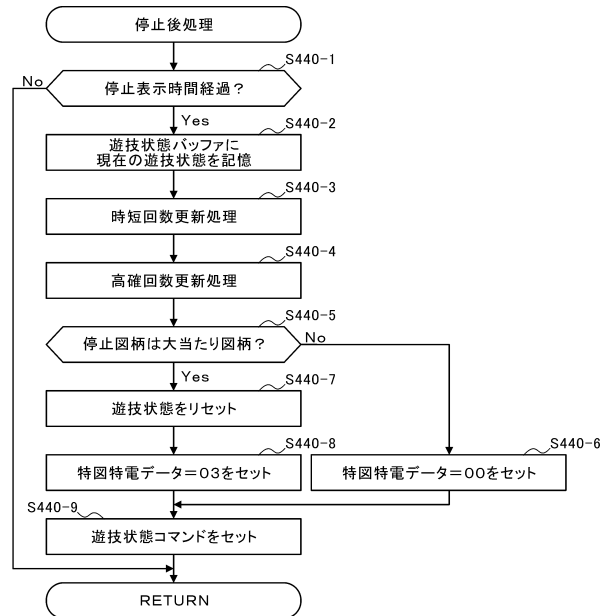 停止後処理
S440-1
No
停止表示時間経過？
Yes
S440-2
遊技状態バッファに
現在の遊技状態を記憶
S440-3
時短回数更新処理
S440-4
高確回数更新処理
S440-5
停止図柄は大当たり図柄？
No
Yes
S440-7
遊技状態をリセット
S440-8
特図特電データ＝０３をセット
S440-6
特図特電データ＝００をセット
S440-9
遊技状態コマンドをセット
RETURN